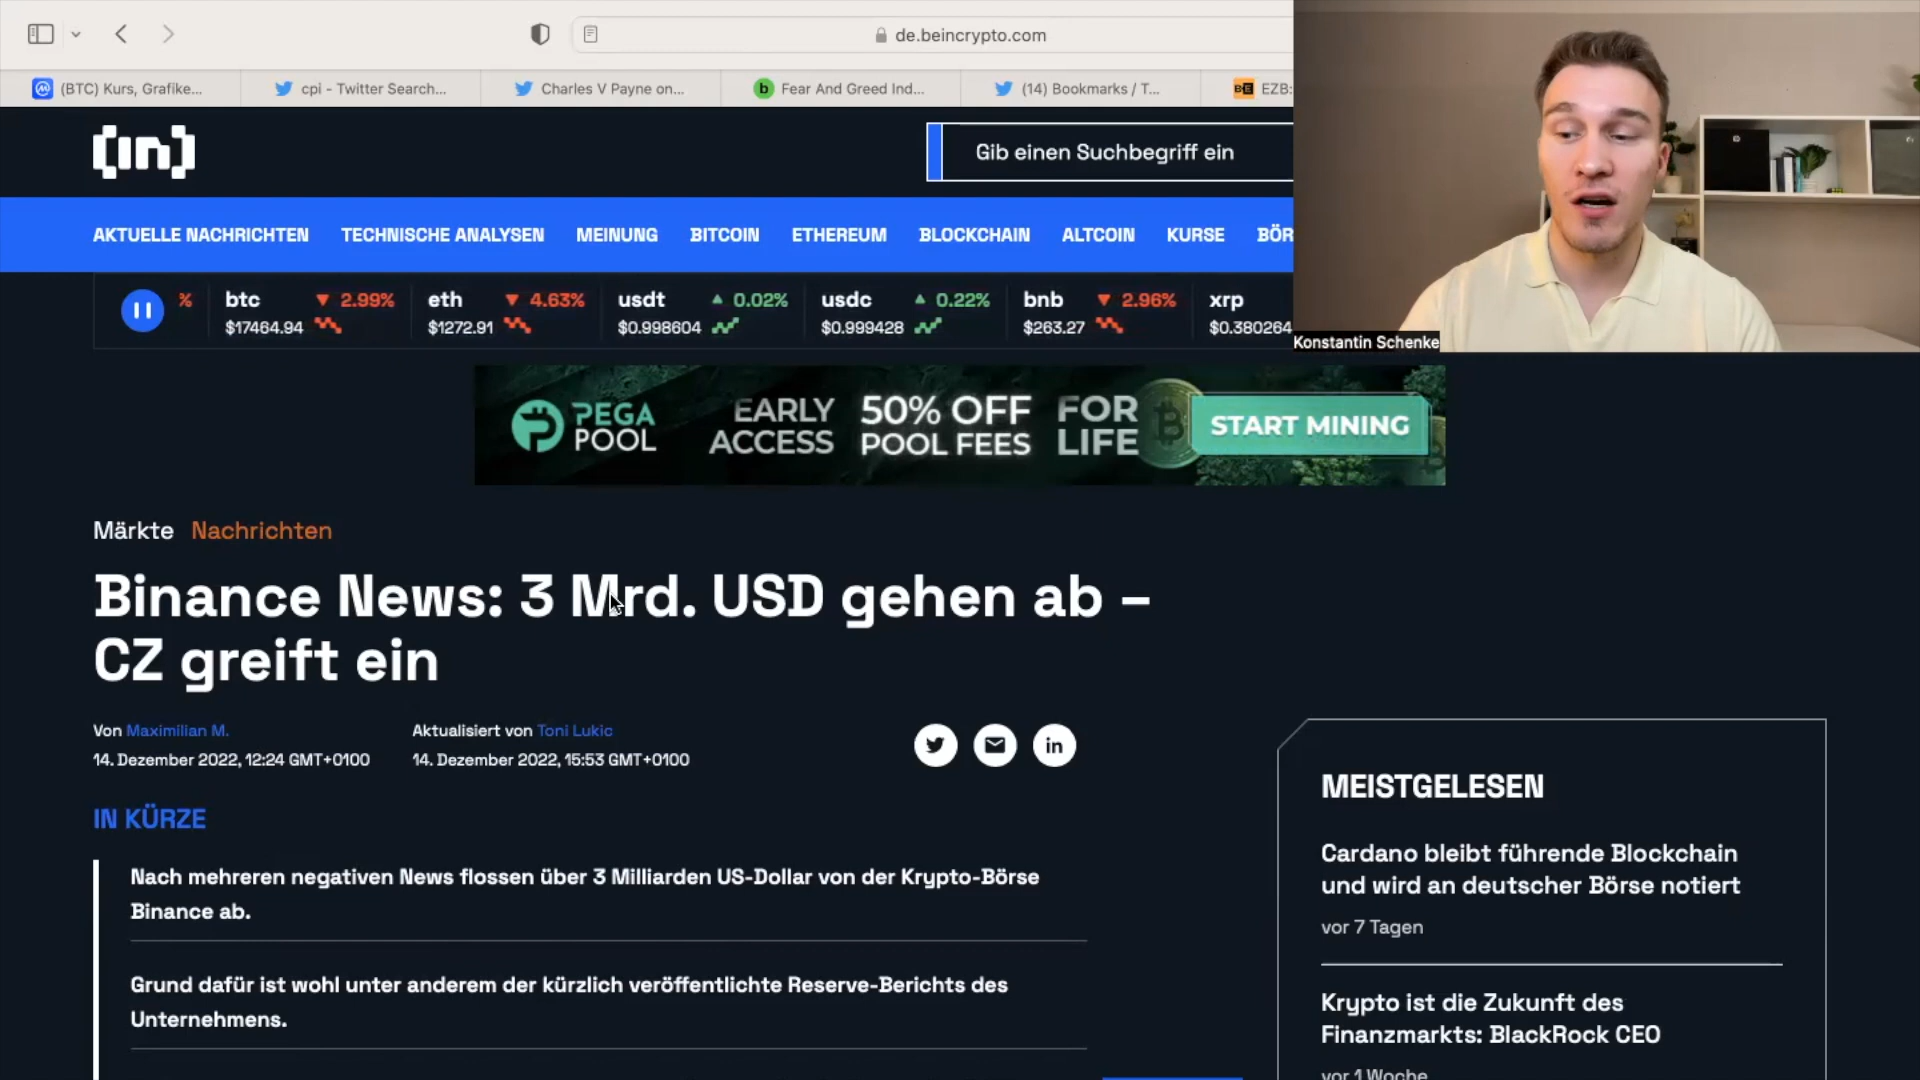 de.beincrypto.com
(BTC) Kurs, Grafike...
cpi - Twitter Search...
Charles V Payne on...
Fear And Greed Ind...
(14) Bookmarks / T...
EZB:
[in]
Gib einen Suchbegriff ein
AKTUELLE NACHRICHTEN TECHNISCHE ANALYSEN MEINUNG BITCOIN ETHEREUM BLOCKCHAIN ALTCOIN KURSE BÖR
%
btc 2.99%
$17464.94
eth 4.63%
$1272.91
usdt 0.02%
$0.998604
usdc 0.22%
$0.999428
bnb 2.96%
$263.27
xrp
$0.380264
Konstantin Schenke
PEGA
POOL
EARLY
ACCESS
50% OFF
POOL FEES
FOR
LIFE
START MINING
Märkte Nachrichten
Binance News: 3 Mrd. USD gehen ab –
CZ greift ein
Von Maximilian M.
14. Dezember 2022, 12:24 GMT+0100
Aktualisiert von Toni Lukic
14. Dezember 2022, 15:53 GMT+0100
in
IN KÜRZE
Nach mehreren negativen News flossen über 3 Milliarden US-Dollar von der Krypto-Börse
Binance ab.
Grund dafür ist wohl unter anderem der kürzlich veröffentlichte Reserve-Berichts des
Unternehmens.
MEISTGELESEN
Cardano bleibt führende Blockchain
und wird an deutscher Börse notiert
vor 7 Tagen
Krypto ist die Zukunft des
Finanzmarkts: BlackRock CEO
vor 1 Woche